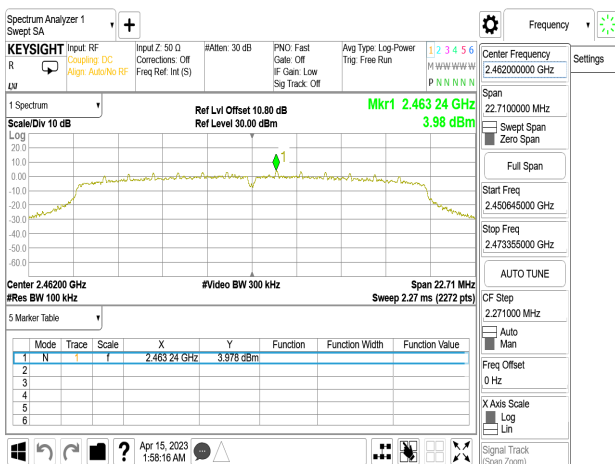 Spectrum Analyzer 1
Swept SA
Frequency
KEYSIGHT
R
Input: RF
Coupling: DC
Align: Auto/No RF
Input Z: 50 Ω
Corrections: Off
Freq Ref: Int (S)
#Atten: 30 dB
PNO: Fast
Gate: Off
IF Gain: Low
Sig Track: Off
Avg Type: Log-Power
Trig: Free Run
1 2 3 4 5 6
M W W W W W
P N N N N N
1 Spectrum
Scale/Div 10 dB
Ref Lvl Offset 10.80 dB
Ref Level 30.00 dBm
Mkr1 2.463 24 GHz
3.98 dBm
Log
20.0
10.0
0.00
-10.0
-20.0
-30.0
-40.0
-50.0
-60.0
1
Center 2.46200 GHz
#Res BW 100 kHz
#Video BW 300 kHz
Span 22.71 MHz
Sweep 2.27 ms (2272 pts)
5 Marker Table
Mode Trace Scale X Y Function Function Width Function Value
1 N 1 f 2.463 24 GHz 3.978 dBm
2
3
4
5
6
Apr 15, 2023
1:58:16 AM
Center Frequency
2.462000000 GHz
Settings
Span
22.7100000 MHz
Swept Span
Zero Span
Full Span
Start Freq
2.450645000 GHz
Stop Freq
2.473355000 GHz
AUTO TUNE
CF Step
2.271000 MHz
Auto
Man
Freq Offset
0 Hz
X Axis Scale
Log
Lin
Signal Track
(Span Zoom)